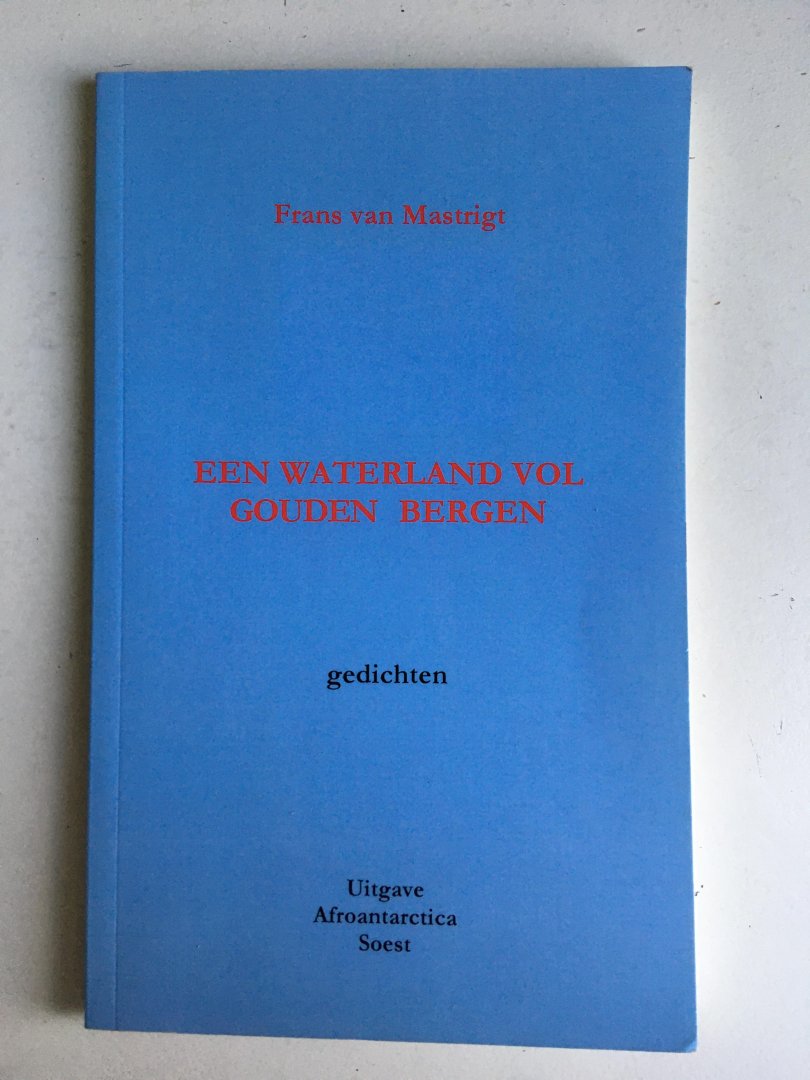 Frans van Mastrigt
EEN WATERLAND VOL
GOUDEN BERGEN
gedichten
Uitgave
Afroantarctica
Soest